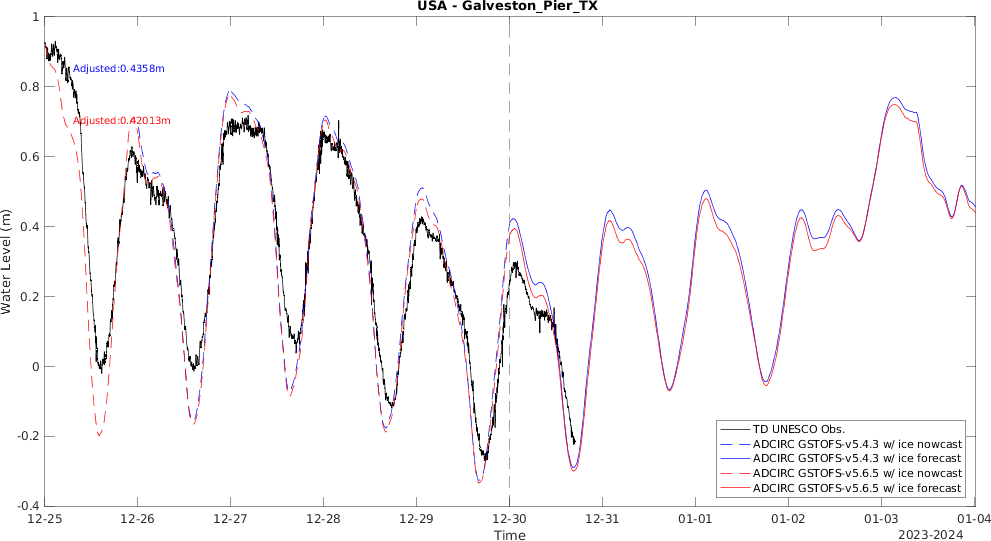 USA - Galveston_Pier_TX
1
0.8
0.6
0.4
0.2
0
-0.2
-0.4
Water Level (m)
Adjusted:0.4358m
Adjusted:0.42013m
TD UNESCO Obs.
ADCIRC GSTOFS-v5.4.3 w/ ice nowcast
ADCIRC GSTOFS-v5.4.3 w/ ice forecast
ADCIRC GSTOFS-v5.6.5 w/ ice nowcast
ADCIRC GSTOFS-v5.6.5 w/ ice forecast
12-25 12-26 12-27 12-28 12-29 12-30 12-31 01-01 01-02 01-03 01-04
Time
2023-2024